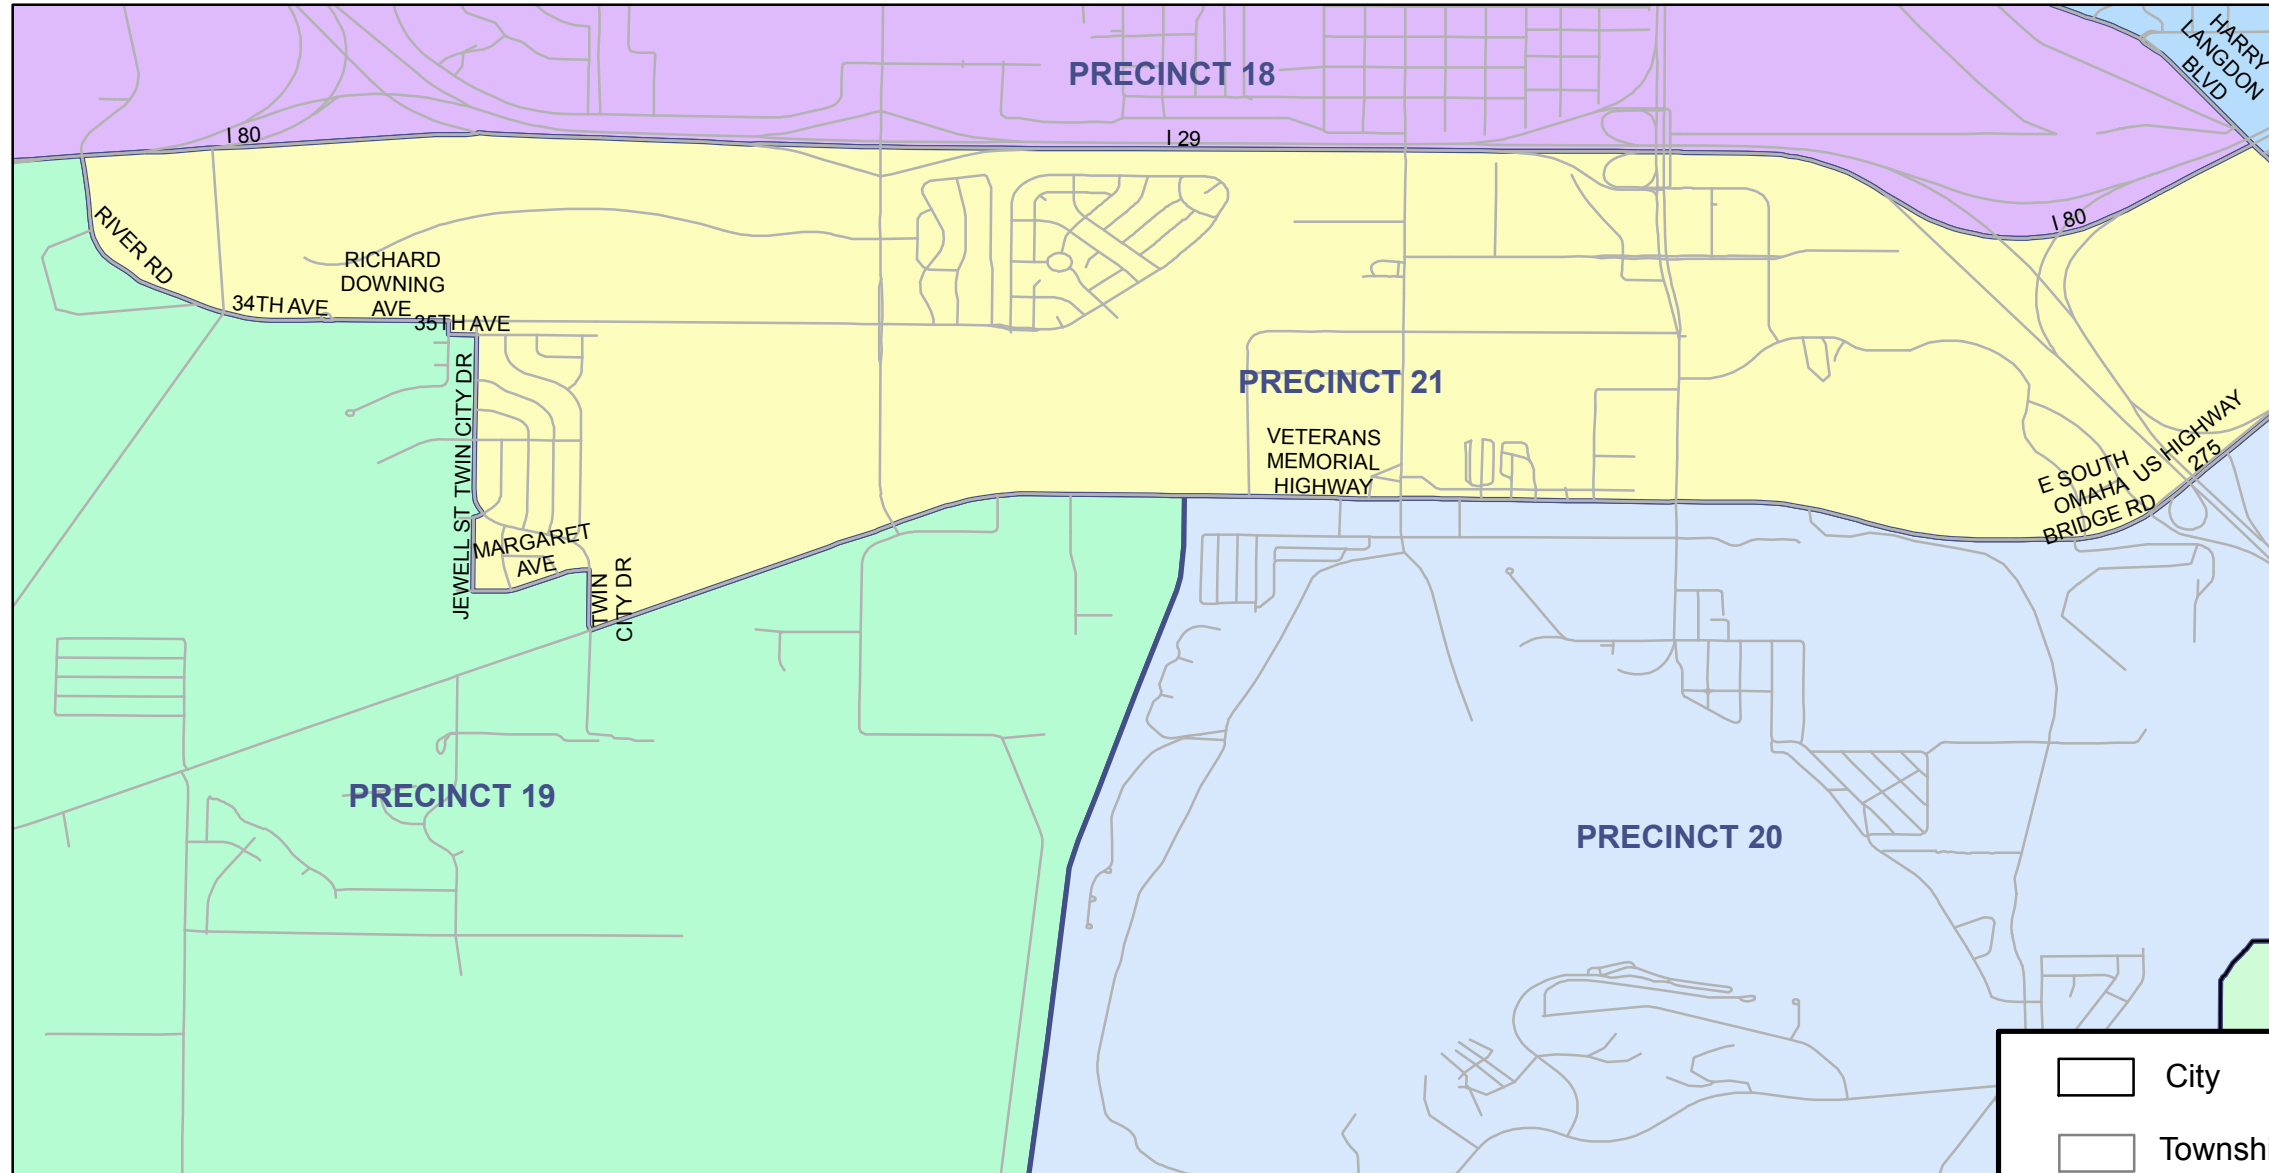 HARRY
LANGDON
BLVD
PRECINCT 18
I 80
I 29
I 80
RIVER RD
RICHARD
DOWNING
AVE
34TH AVE
35TH AVE
PRECINCT 21
JEWELL ST TWIN CITY DR
VETERANS
MEMORIAL
HIGHWAY
US HIGHWAY
275
E SOUTH
OMAHA
BRIDGE RD
MARGARET
AVE
TWIN
CITY DR
PRECINCT 19
PRECINCT 20
City
Townshi